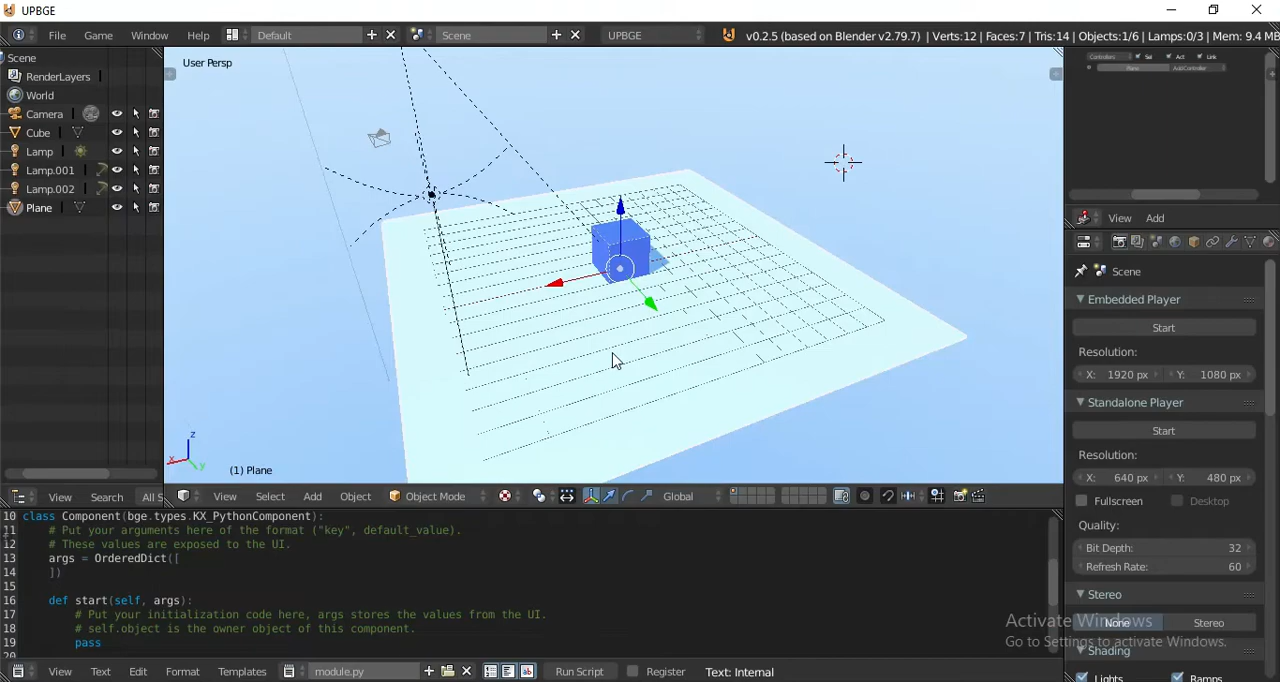 UPBGE
File Game Window Help Default Scene UPBGE v0.2.5 (based on Blender v2.79.7) | Verts:12 | Faces:7 | Tris:14 | Objects:1/6 | Lamps:0/3 | Mem: 9.4 MB
Scene
RenderLayers
World
Camera
Cube
Lamp
Lamp.001
Lamp.002
Plane
View Search All S
User Persp
z
x
y
(1) Plane
View Select Add Object Object Mode Global
10 class Component(bge.types.KX_PythonComponent):
11 # Put your arguments here of the format ("key", default_value).
12 # These values are exposed to the UI.
13 args = OrderedDict([
14 ])
15
16 def start(self, args):
17 # Put your initialization code here, args stores the values from the UI.
18 # self.object is the owner object of this component.
19 pass
20
View Text Edit Format Templates module.py Run Script Register Text: Internal
Controllers Sel Act Link
Plane Add Controller
View Add
Scene
Embedded Player
Start
Resolution:
X: 1920 px Y: 1080 px
Standalone Player
Start
Resolution:
X: 640 px Y: 480 px
Fullscreen Desktop
Quality:
Bit Depth: 32
Refresh Rate: 60
Stereo
None Stereo
Shading
Lights Ramps
Activate Windows
Go to Settings to activate Windows.